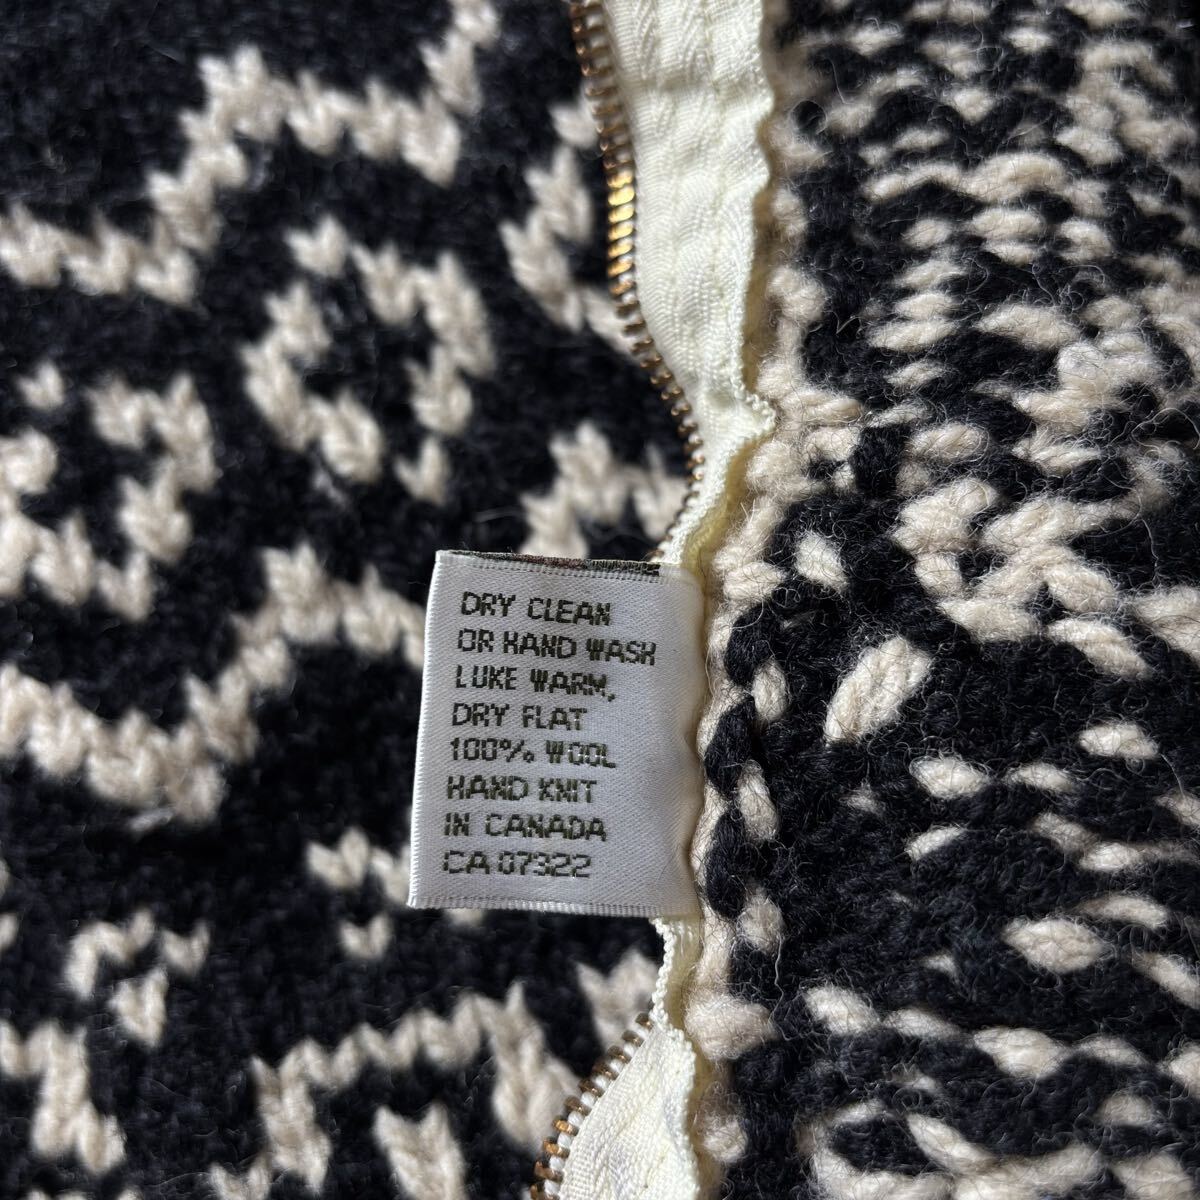 DRY CLEAN
OR HAND WASH
LUKE WARM,
DRY FLAT
100% WOOL
HAND KNIT
IN CANADA
CA 07322